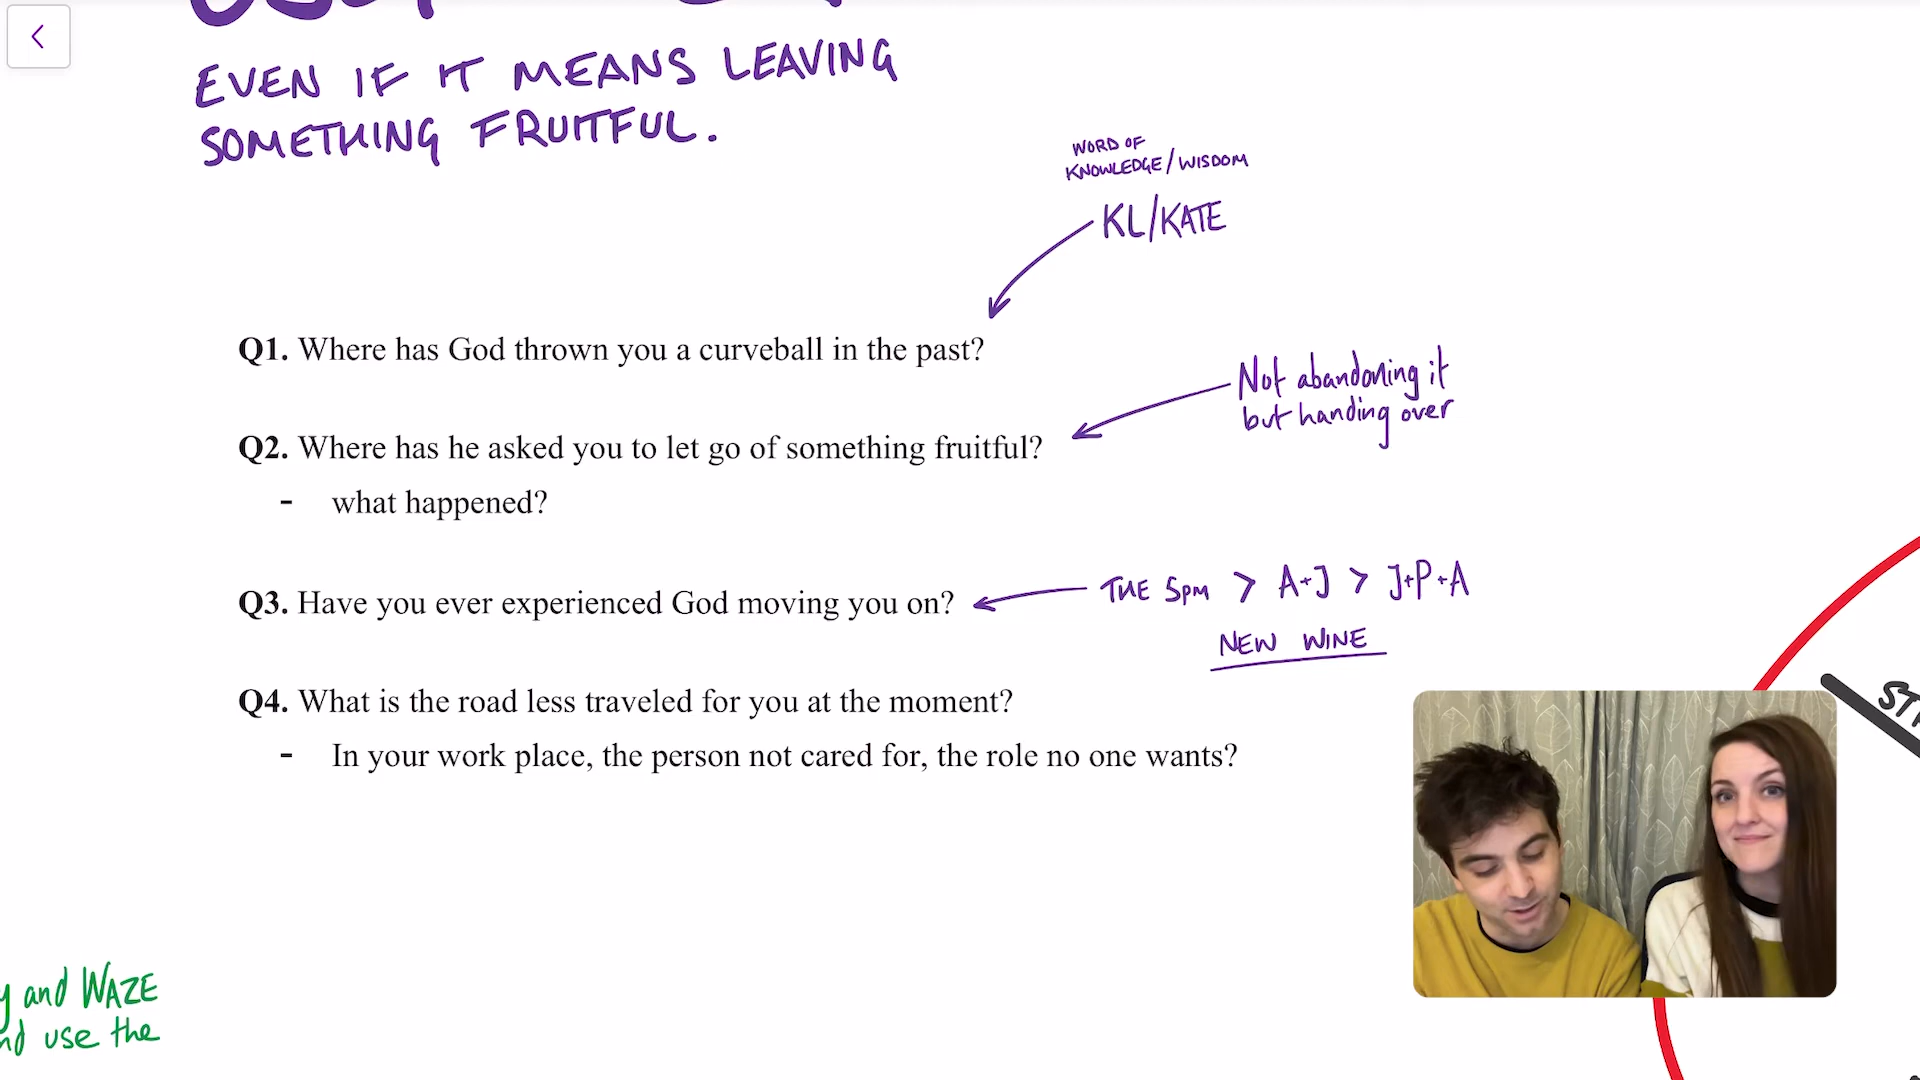 EVEN IF IT MEANS LEAVING
SOMETHING FRUITFUL.
WORD OF
KNOWLEDGE/WISDOM
KL/KATE
Q1. Where has God thrown you a curveball in the past?
Not abandoning it
but handing over
Q2. Where has he asked you to let go of something fruitful?
- what happened?
THE 5pm > A+J > J+P+A
Q3. Have you ever experienced God moving you on?
NEW WINE
Q4. What is the road less traveled for you at the moment?
- In your work place, the person not cared for, the role no one wants?
and WAZE
use the